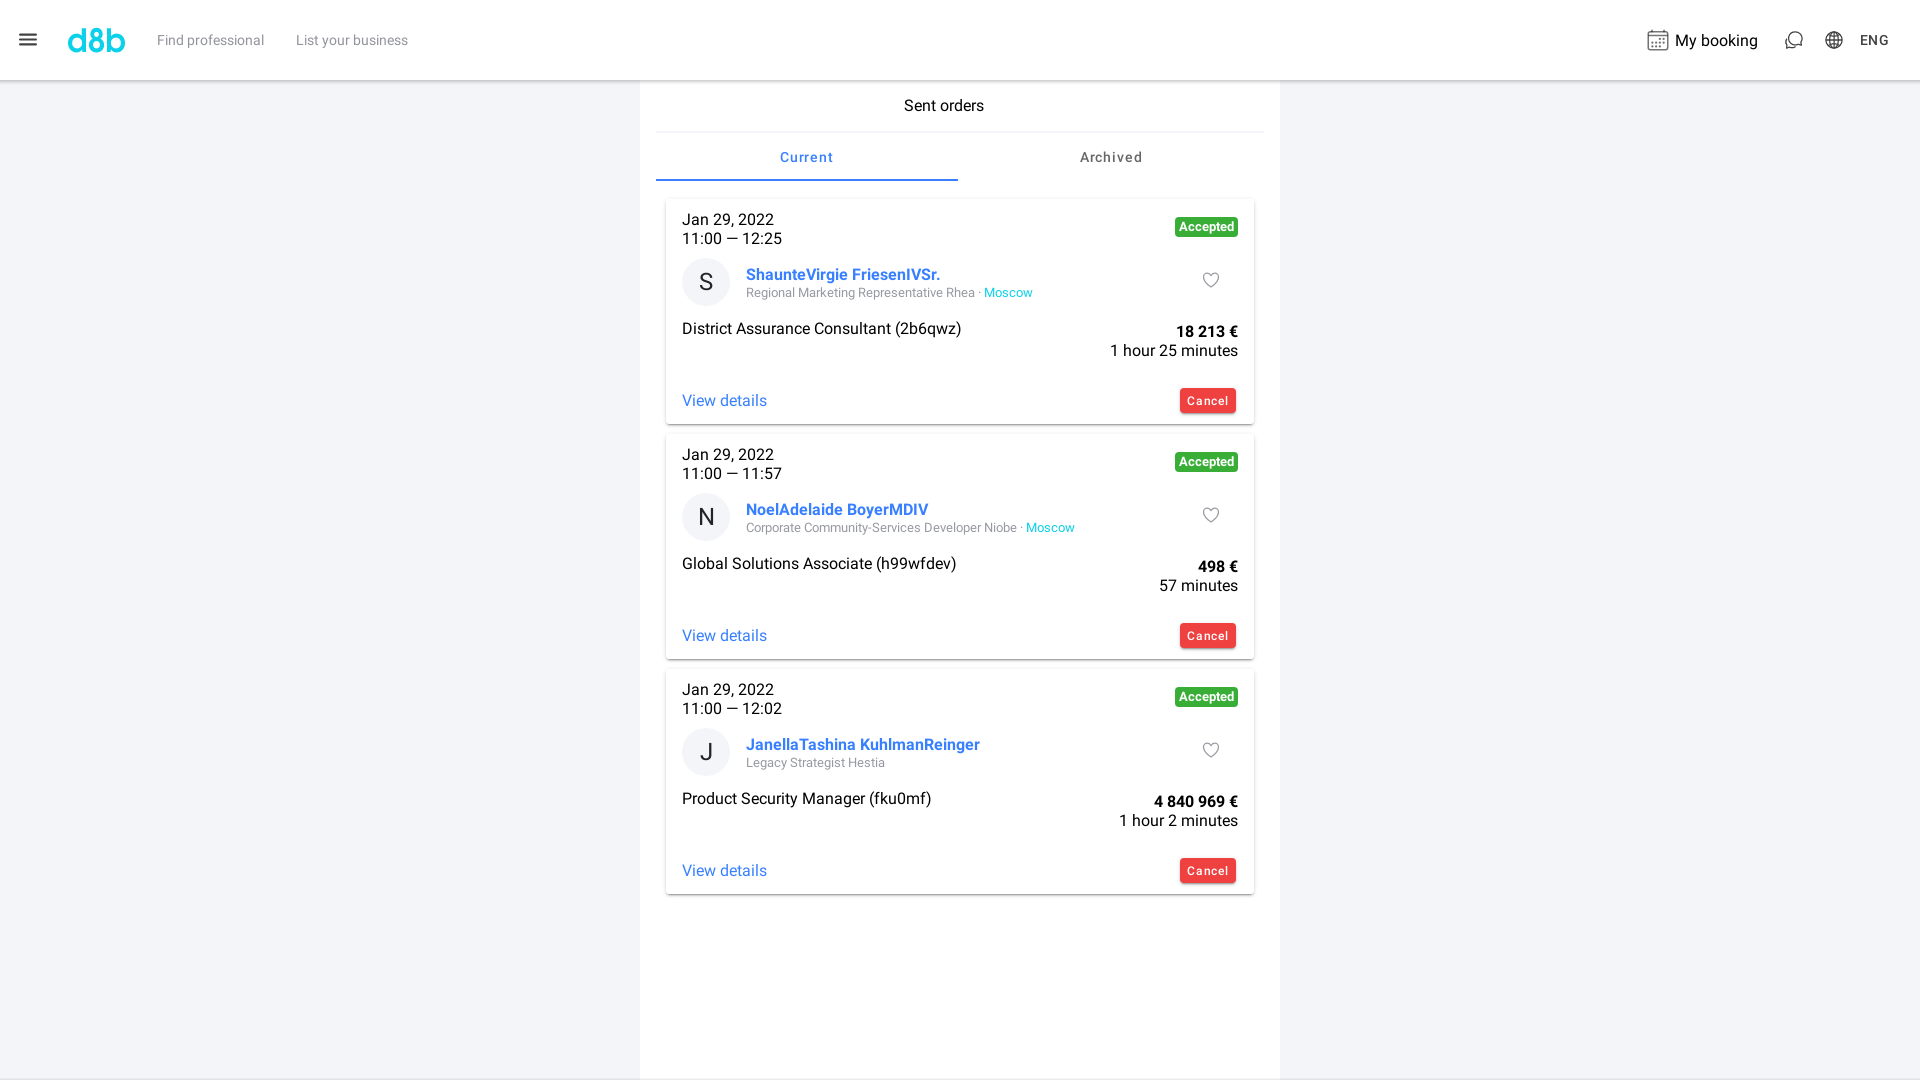 d8b
Find professional
List your business
My booking
ENG
Sent orders
Current
Archived
Jan 29, 2022
11:00 — 12:25
Accepted
S
ShaunteVirgie FriesenIVSr.
Regional Marketing Representative Rhea · Moscow
District Assurance Consultant (2b6qwz)
18 213 €
1 hour 25 minutes
View details
Cancel
Jan 29, 2022
11:00 — 11:57
Accepted
N
NoelAdelaide BoyerMDIV
Corporate Community-Services Developer Niobe · Moscow
Global Solutions Associate (h99wfdev)
498 €
57 minutes
View details
Cancel
Jan 29, 2022
11:00 — 12:02
Accepted
J
JanellaTashina KuhlmanReinger
Legacy Strategist Hestia
Product Security Manager (fku0mf)
4 840 969 €
1 hour 2 minutes
View details
Cancel